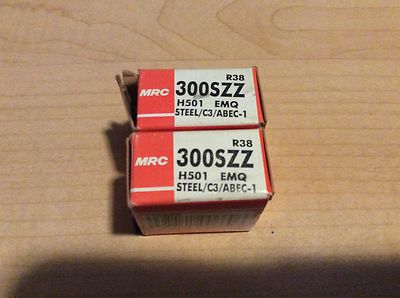 R38
MRC 300SZZ
H501 EMQ
STEEL/C3/ABEC-1
R38
MRC 300SZZ
H501 EMQ
STEEL/C3/ABEC-1